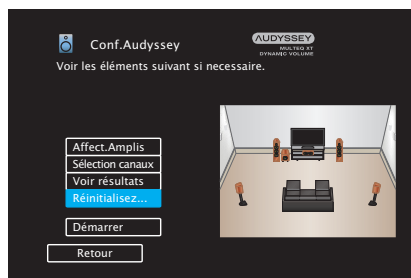 Conf.Audyssey
AUDYSSEY
MULTEQ XT
DYNAMIC VOLUME
Voir les éléments suivant si necessaire.
Affect.Amplis
Sélection canaux
Voir résultats
Réinitialisez...
Démarrer
Retour